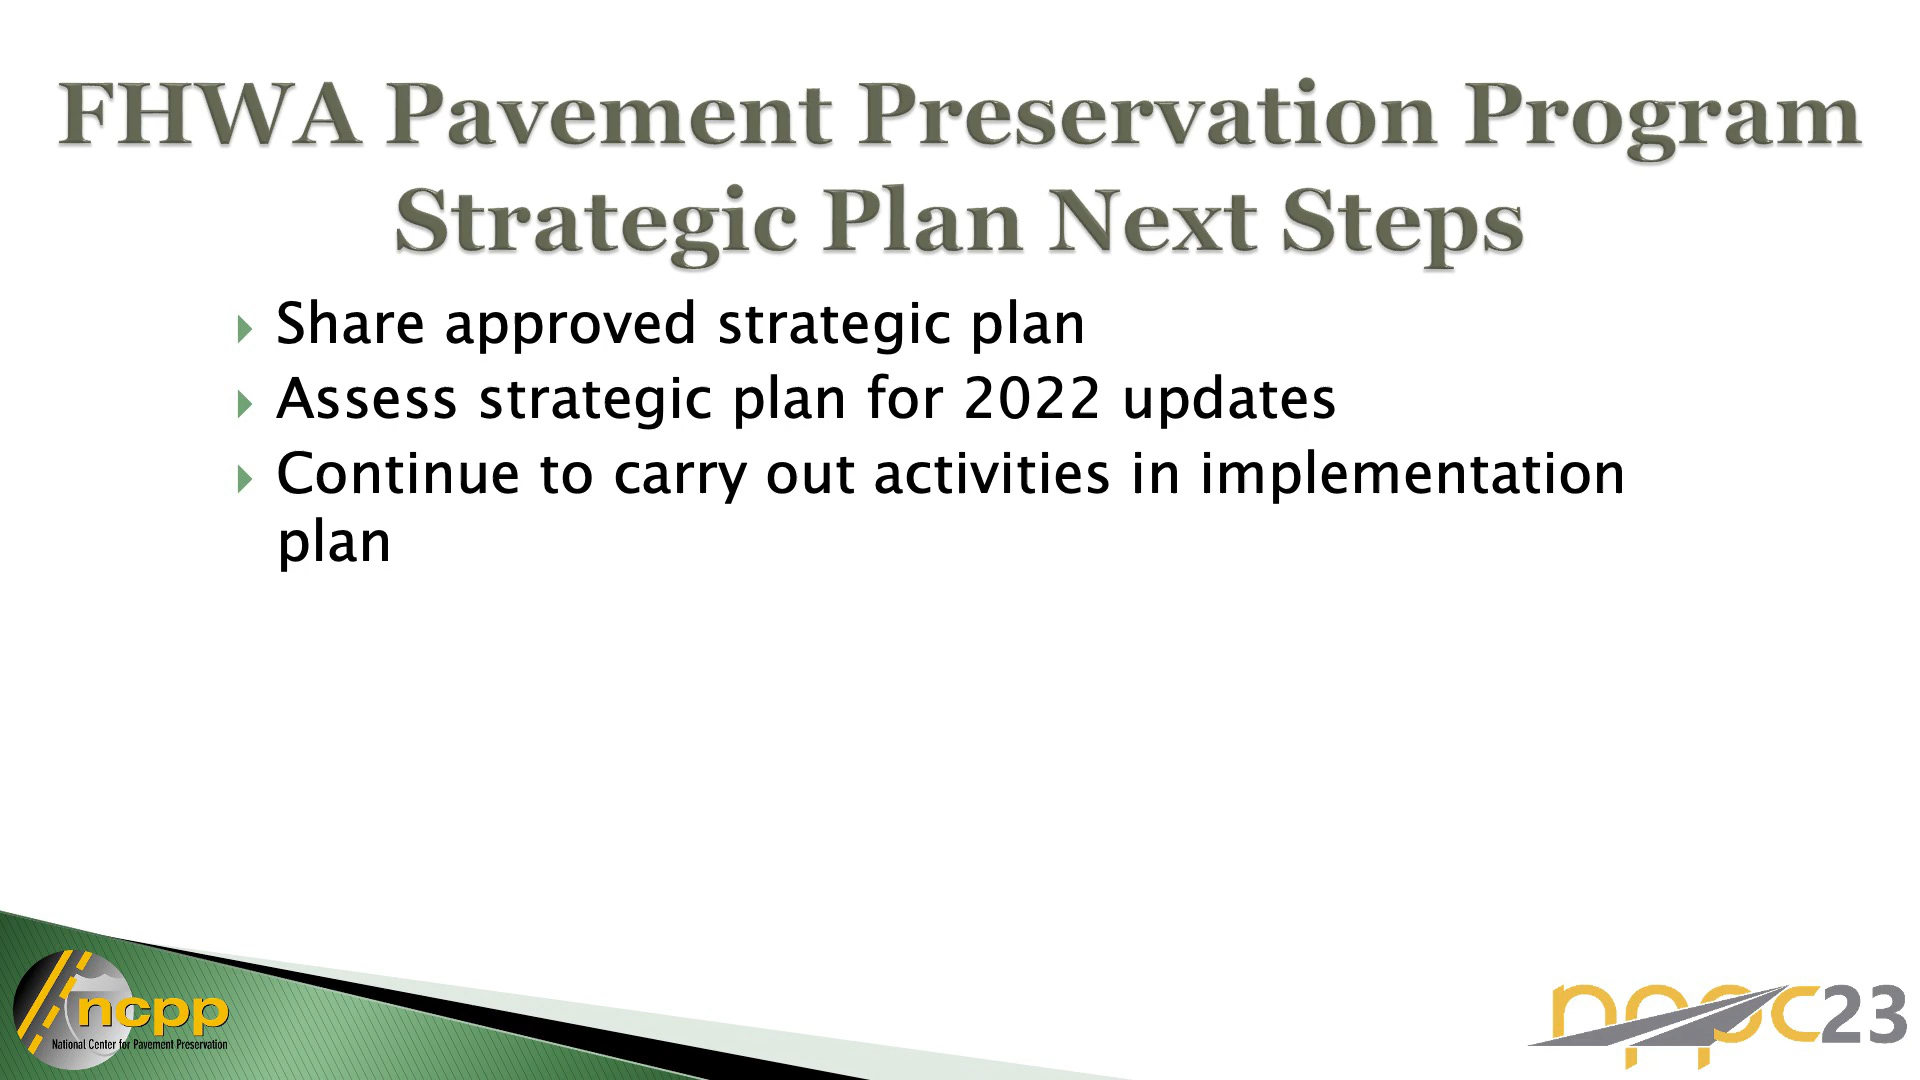 FHWA Pavement Preservation Program
Strategic Plan Next Steps
Share approved strategic plan
Assess strategic plan for 2022 updates
Continue to carry out activities in implementation
plan
ncpp
National Center for Pavement Preservation
nppc23